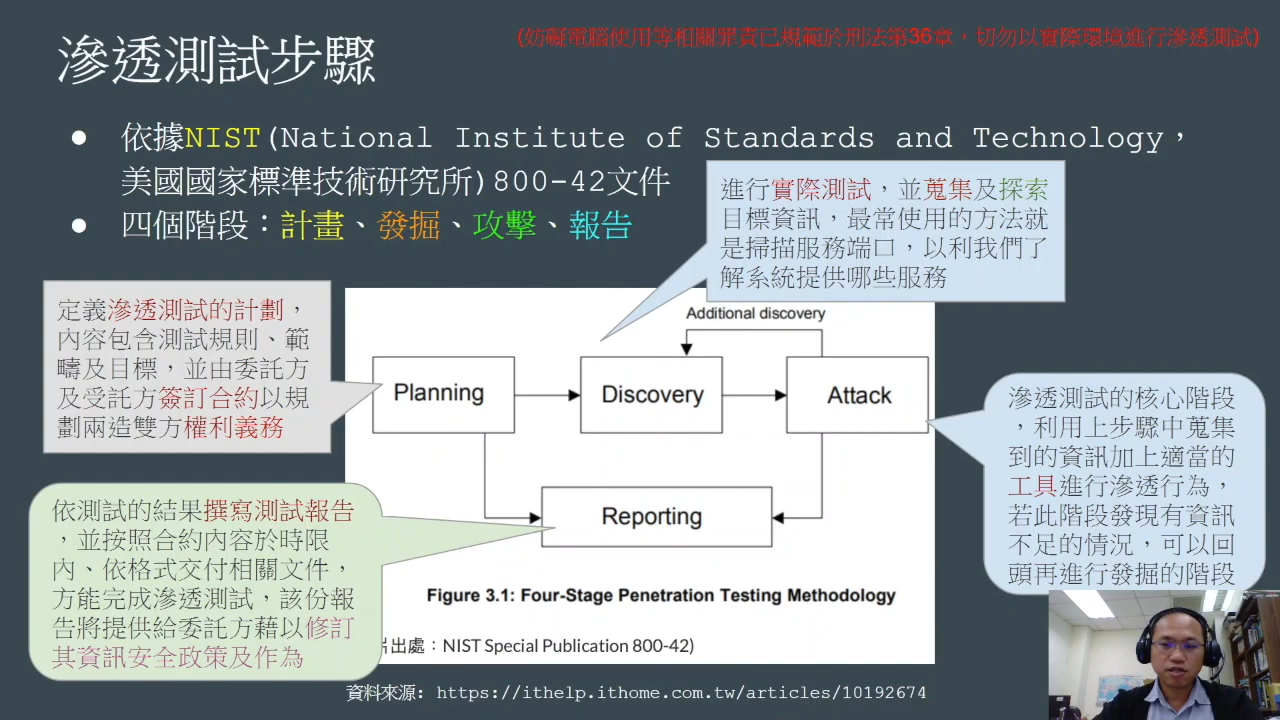 (妨礙電腦使用等相關罪責已規範於刑法第36章，切勿以實際環境進行滲透測試)
滲透測試步驟
● 依據NIST(National Institute of Standards and Technology，
美國國家標準技術研究所)800-42文件
● 四個階段：計畫、發掘、攻擊、報告
進行實際測試，並蒐集及探索
目標資訊，最常使用的方法就
是掃描服務端口，以利我們了
解系統提供哪些服務
定義滲透測試的計劃，
內容包含測試規則、範
疇及目標，並由委託方
及受託方簽訂合約以規
劃兩造雙方權利義務
Additional discovery
Planning
Discovery
Attack
Reporting
滲透測試的核心階段
，利用上步驟中蒐集
到的資訊加上適當的
工具進行滲透行為，
若此階段發現有資訊
不足的情況，可以回
頭再進行發掘的階段
依測試的結果撰寫測試報告
，並按照合約內容於時限
內、依格式交付相關文件，
方能完成滲透測試，該份報
告將提供給委託方藉以修訂
其資訊安全政策及作為
Figure 3.1: Four-Stage Penetration Testing Methodology
出處：NIST Special Publication 800-42)
資料來源: https://ithelp.ithome.com.tw/articles/10192674